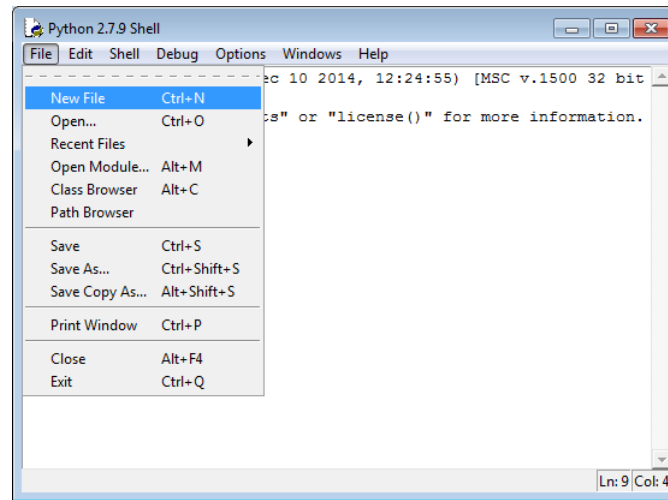 Python 2.7.9 Shell
File Edit Shell Debug Options Windows Help
ec 10 2014, 12:24:55) [MSC v.1500 32 bit
New File Ctrl+N
Open... Ctrl+O
ts" or "license()" for more information.
Recent Files
Open Module... Alt+M
Class Browser Alt+C
Path Browser
Save Ctrl+S
Save As... Ctrl+Shift+S
Save Copy As... Alt+Shift+S
Print Window Ctrl+P
Close Alt+F4
Exit Ctrl+Q
Ln: 9 Col: 4